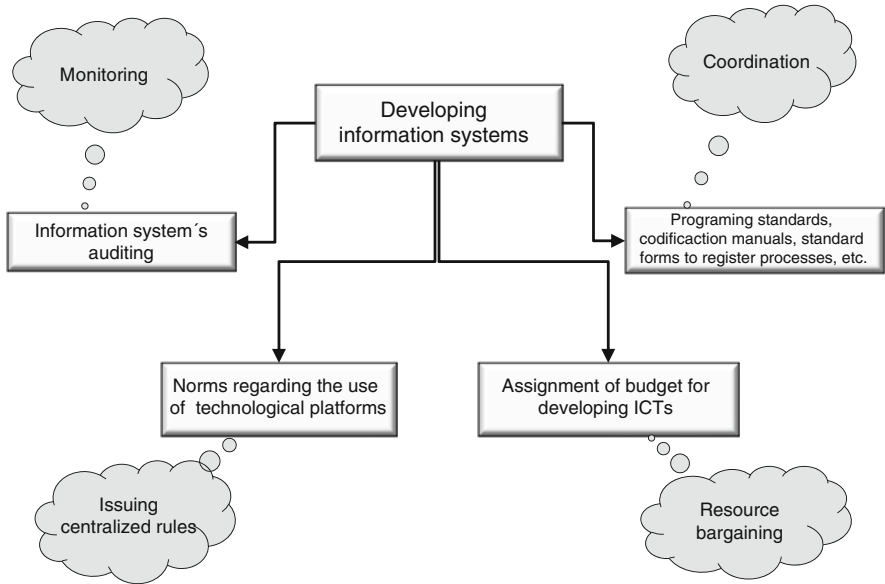 Monitoring
Coordination
Developing
information systems
Information system´s
auditing
Programing standards,
codificaction manuals, standard
forms to register processes, etc.
Norms regarding the use
of technological platforms
Assignment of budget for
developing ICTs
Issuing
centralized rules
Resource
bargaining